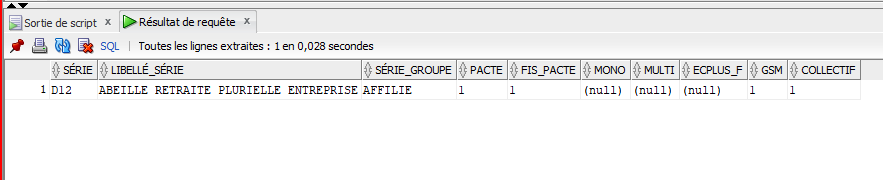 Sortie de script x Résultat de requête x
SQL | Toutes les lignes extraites : 1 en 0,028 secondes
SÉRIE LIBELLÉ_SÉRIE SÉRIE_GROUPE PACTE FIS_PACTE MONO MULTI ECPLUS_F GSM COLLECTIF
1 D12 ABEILLE RETRAITE PLURIELLE ENTREPRISE AFFILIE 1 1 (null) (null) (null) 1 1